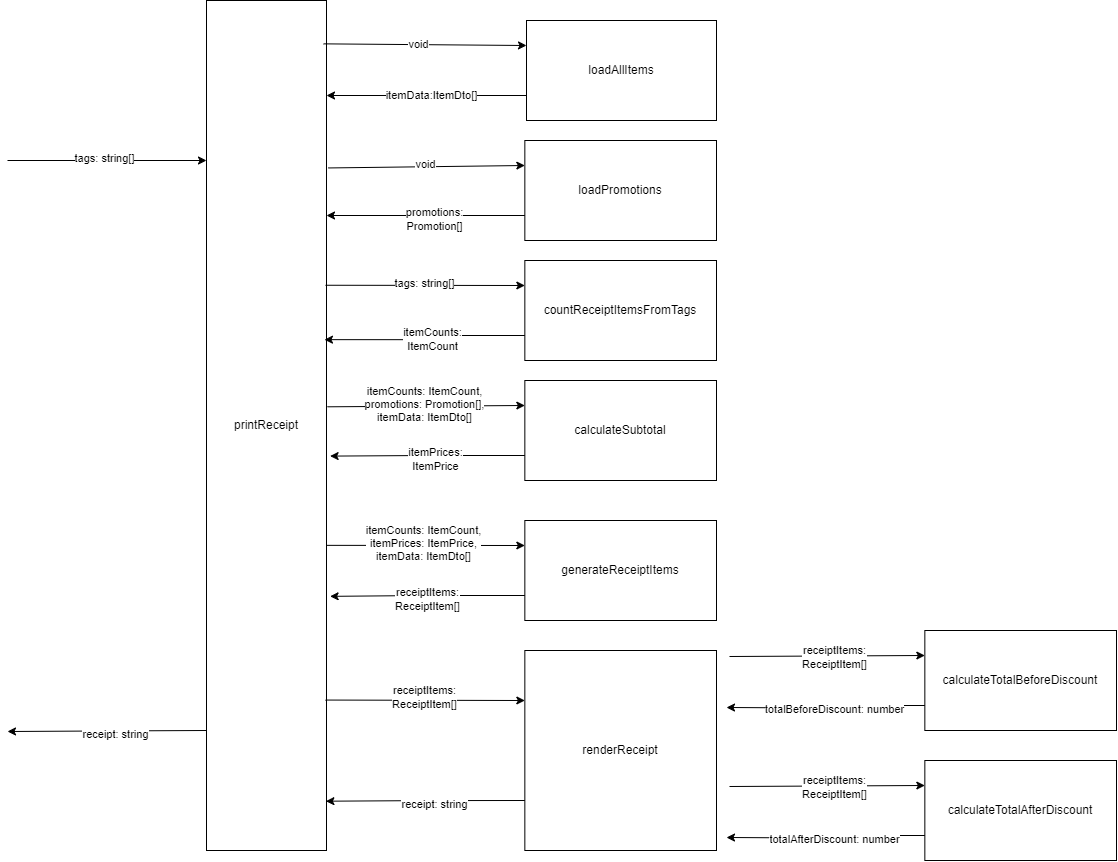 void
loadAllItems
itemData:ItemDto[]
tags: string[]
void
loadPromotions
promotions:
Promotion[]
tags: string[]
countReceiptItemsFromTags
itemCounts:
ItemCount
itemCounts: ItemCount,
promotions: Promotion[],
itemData: ItemDto[]
printReceipt
calculateSubtotal
itemPrices:
ItemPrice
itemCounts: ItemCount,
itemPrices: ItemPrice,
itemData: ItemDto[]
generateReceiptItems
receiptItems:
ReceiptItem[]
receiptItems:
ReceiptItem[]
calculateTotalBeforeDiscount
receiptItems:
ReceiptItem[]
totalBeforeDiscount: number
receipt: string
renderReceipt
receiptItems:
ReceiptItem[]
receipt: string
calculateTotalAfterDiscount
totalAfterDiscount: number